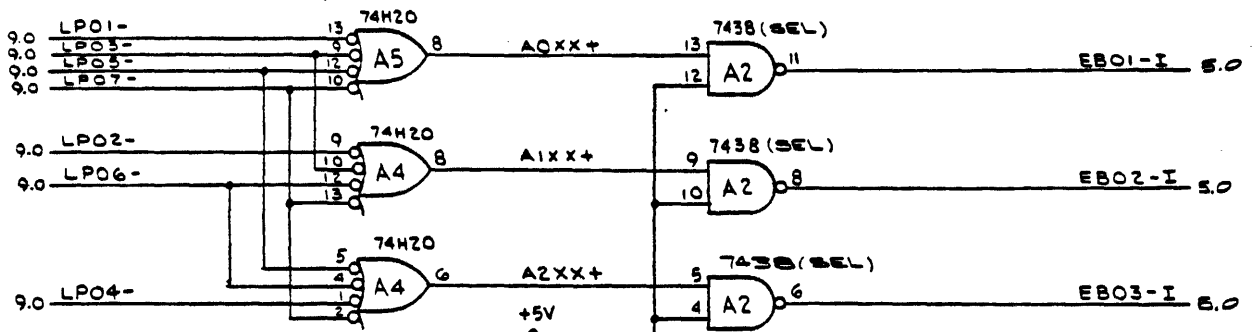 74H20
7438 (SEL)
9.0 LP01- 13
9.0 LP03- 9 A5 8 A0XX+ 13 A2 11 EB01-I 5.0
9.0 LP05- 12
9.0 LP07- 10 12
74H20
7438 (SEL)
9.0 LP02- 9
10 A4 8 A1XX+ 9 A2 8 EB02-I 5.0
9.0 LP06- 12 10
13
74H20
7438 (SEL)
5
4 A4 6 A2XX+ 5 A2 6 EB03-I 5.0
9.0 LP04- 1
2 4
+5V